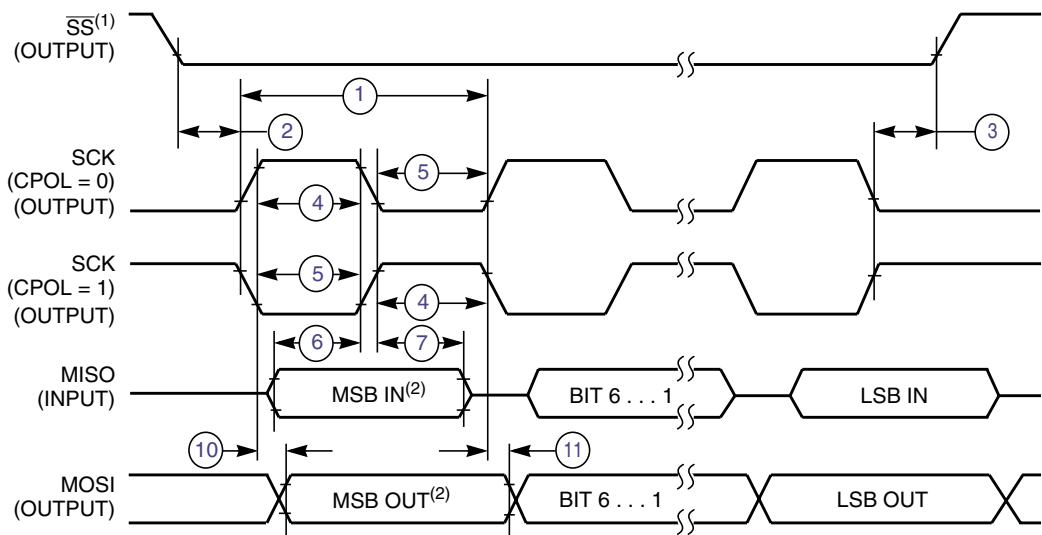 SS(1)
(OUTPUT)
1
2
3
SCK
(CPOL = 0)
(OUTPUT)
5
4
SCK
(CPOL = 1)
(OUTPUT)
5
4
6
7
MISO
(INPUT)
MSB IN(2)
BIT 6 . . . 1
LSB IN
10
11
MOSI
(OUTPUT)
MSB OUT(2)
BIT 6 . . . 1
LSB OUT